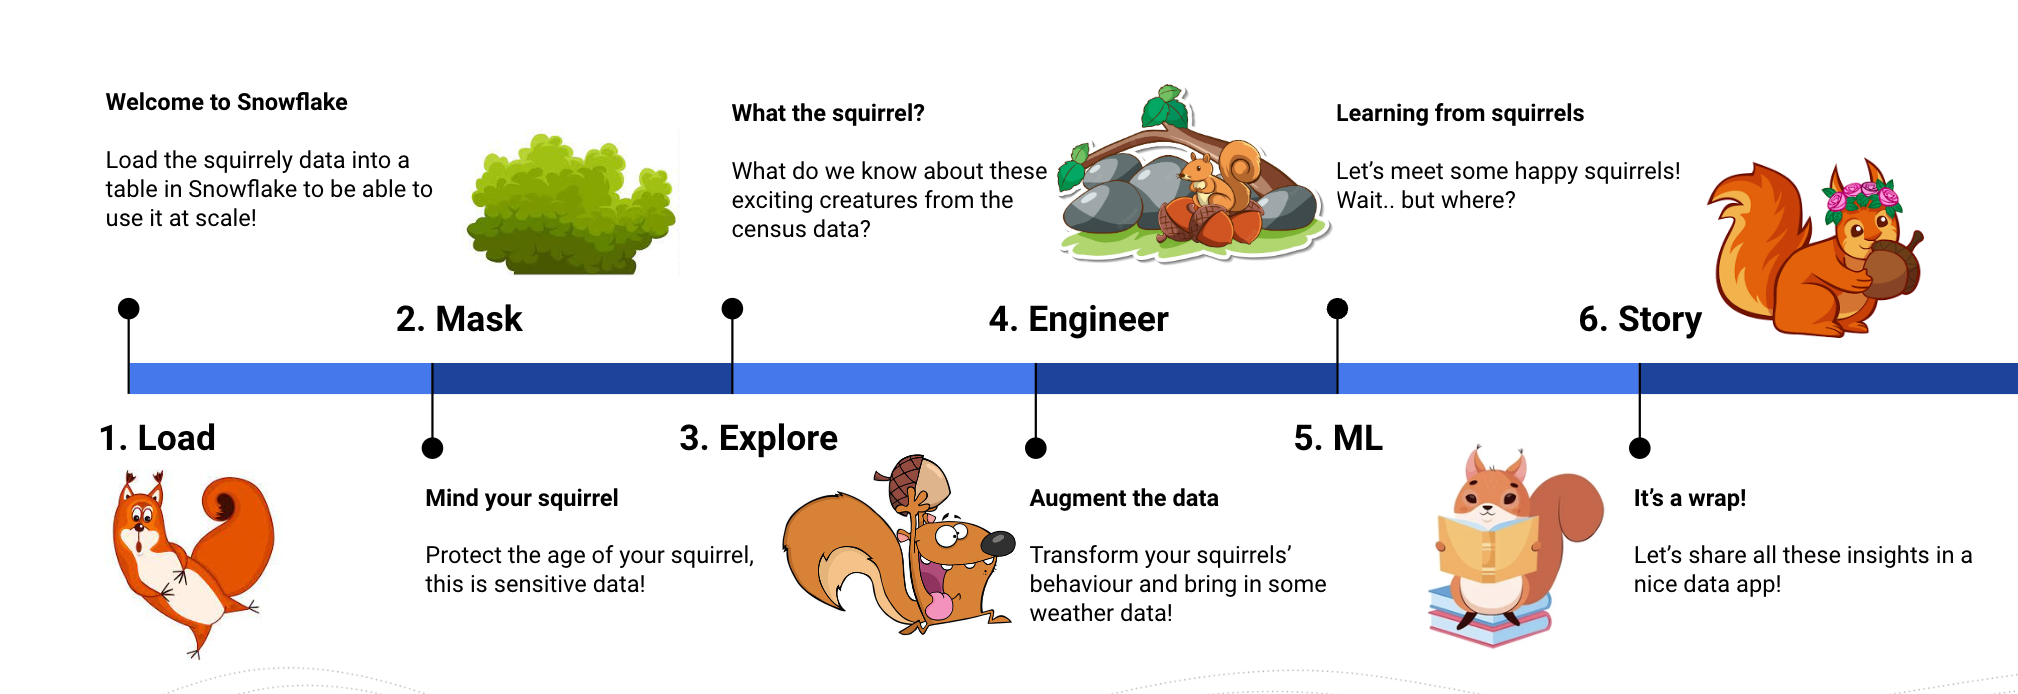 Welcome to Snowflake
Load the squirrely data into a
table in Snowflake to be able to
use it at scale!
1. Load
2. Mask
Mind your squirrel
Protect the age of your squirrel,
this is sensitive data!
What the squirrel?
What do we know about these
exciting creatures from the
census data?
3. Explore
4. Engineer
Augment the data
Transform your squirrels’
behaviour and bring in some
weather data!
Learning from squirrels
Let’s meet some happy squirrels!
Wait.. but where?
5. ML
6. Story
It’s a wrap!
Let’s share all these insights in a
nice data app!